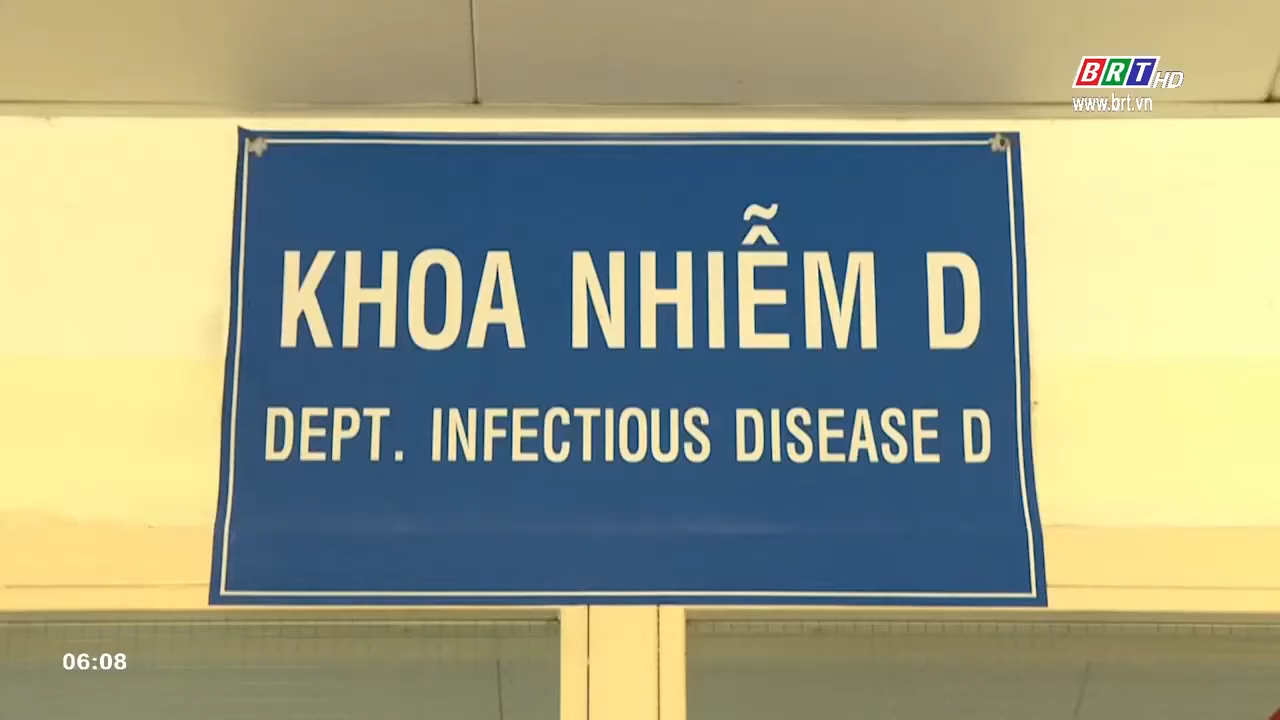 BRT HD
www.brt.vn
KHOA NHIỄM D
DEPT. INFECTIOUS DISEASE D
06:08